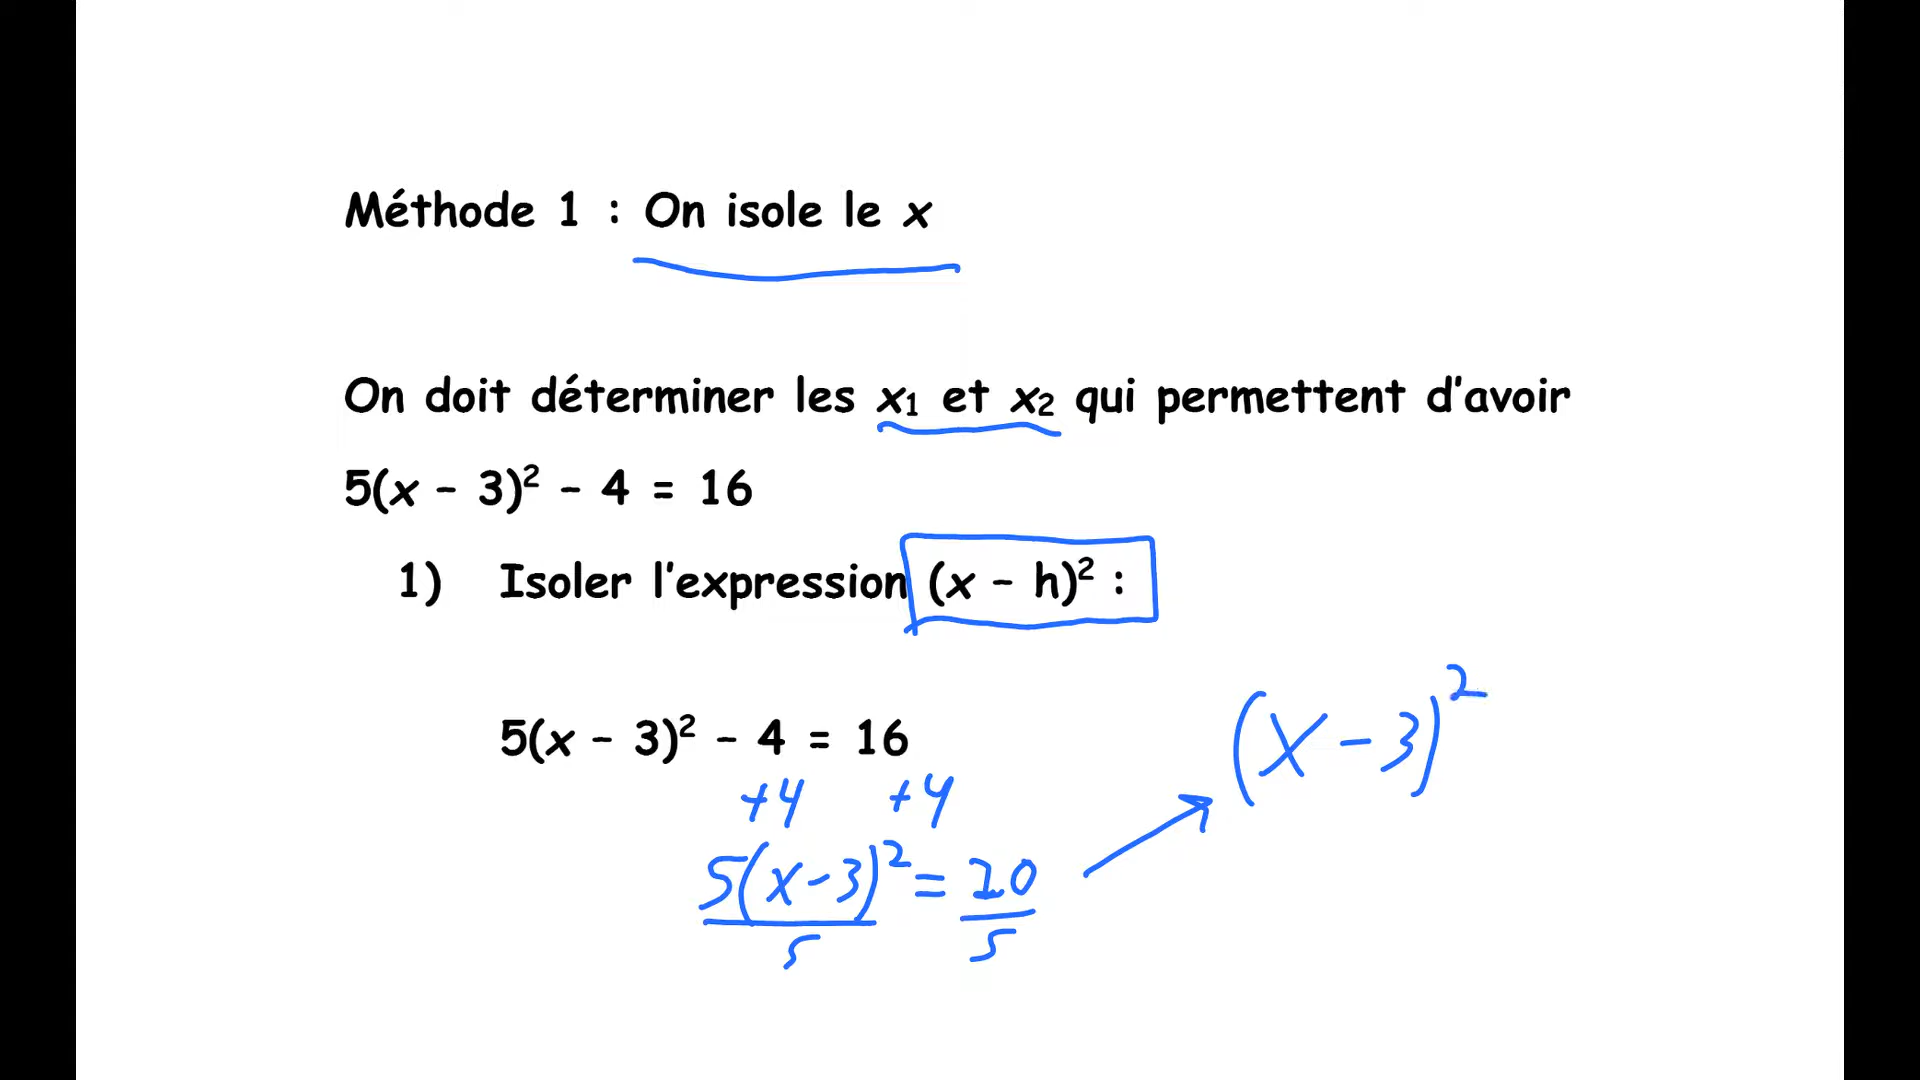 Méthode 1 : On isole le x
On doit déterminer les x₁ et x₂ qui permettent d’avoir
5(x – 3)² – 4 = 16
1) Isoler l’expression (x – h)² :
5(x – 3)² – 4 = 16
+4 +4
5(x-3)² = 20
5 5
(x-3)²